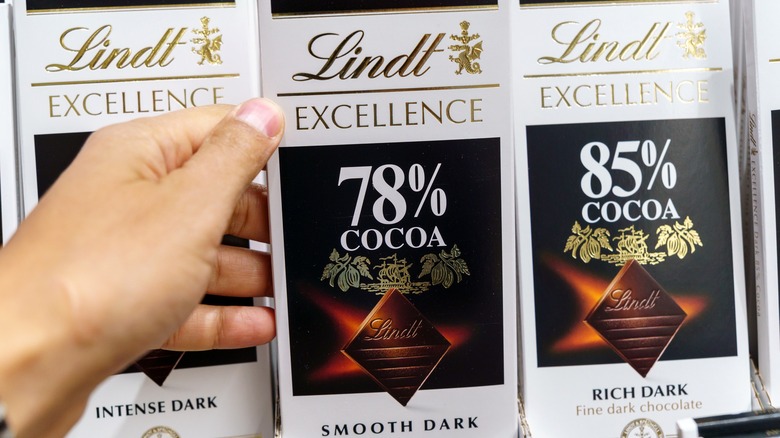 Lindt
EXCELLENCE
INTENSE DARK
Lindt
EXCELLENCE
78%
COCOA
Lindt
SMOOTH DARK
Lindt
EXCELLENCE
85%
COCOA
Lindt
RICH DARK
Fine dark chocolate